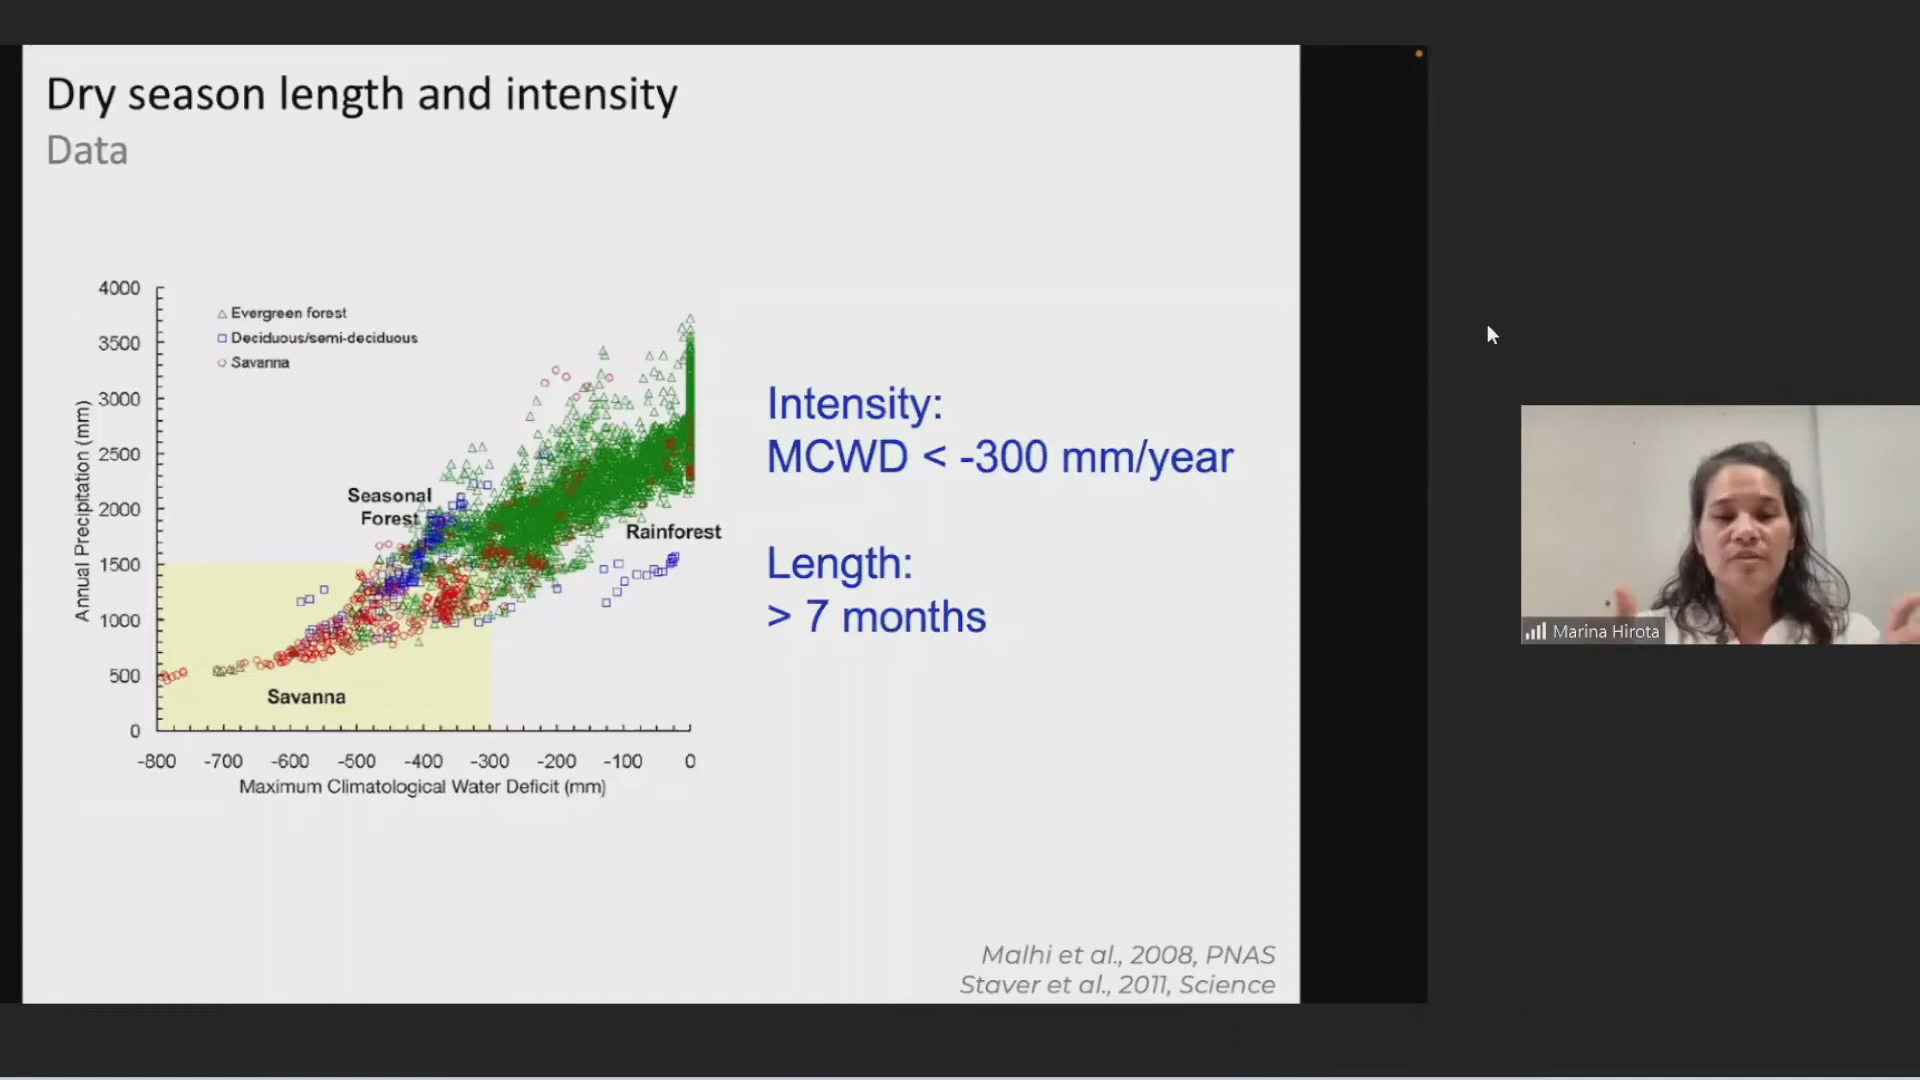 Dry season length and intensity
Data
4000
3500
3000
2500
2000
1500
1000
500
0
Annual Precipitation (mm)
Evergreen forest
Deciduous/semi-deciduous
Savanna
Seasonal
Forest
Rainforest
Savanna
-800 -700 -600 -500 -400 -300 -200 -100 0
Maximum Climatological Water Deficit (mm)
Intensity:
MCWD < -300 mm/year
Length:
> 7 months
Malhi et al., 2008, PNAS
Staver et al., 2011, Science
Marina Hirota